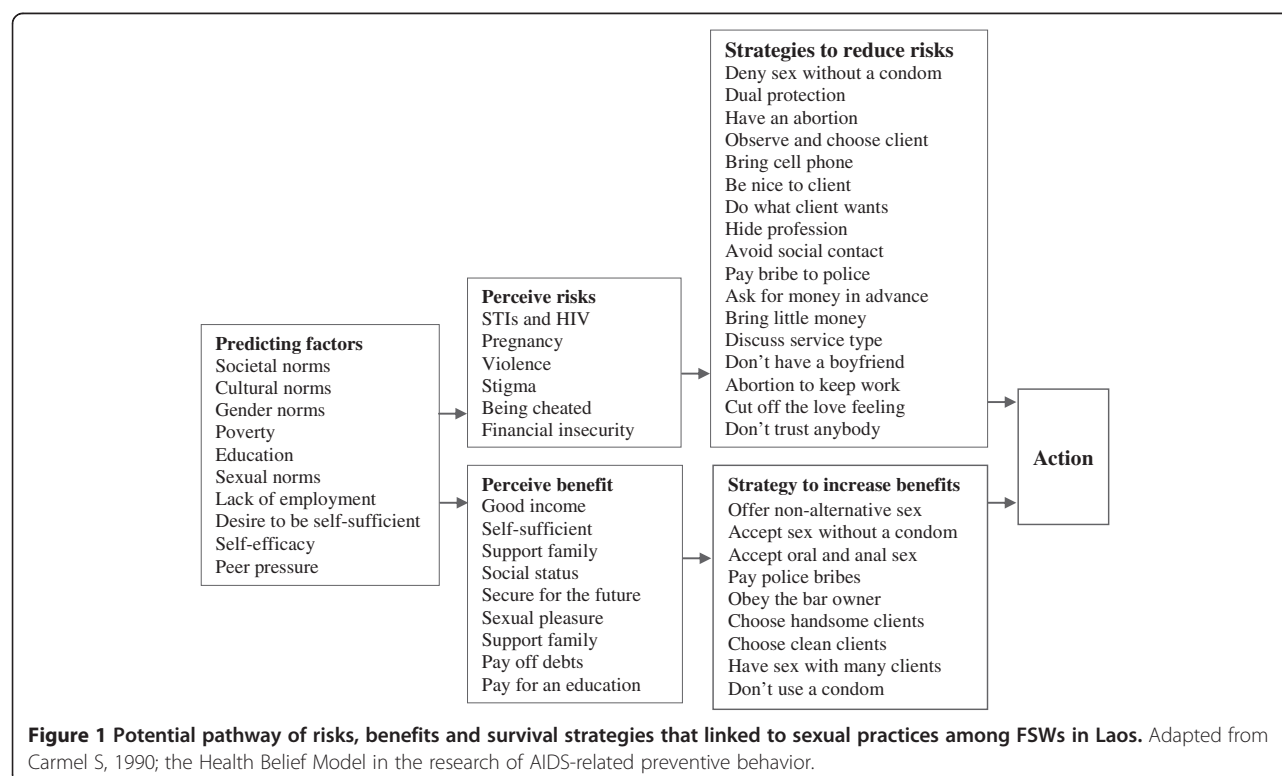 Predicting factors
Societal norms
Cultural norms
Gender norms
Poverty
Education
Sexual norms
Lack of employment
Desire to be self-sufficient
Self-efficacy
Peer pressure
Perceive risks
STIs and HIV
Pregnancy
Violence
Stigma
Being cheated
Financial insecurity
Perceive benefit
Good income
Self-sufficient
Support family
Social status
Secure for the future
Sexual pleasure
Support family
Pay off debts
Pay for an education
Strategies to reduce risks
Deny sex without a condom
Dual protection
Have an abortion
Observe and choose client
Bring cell phone
Be nice to client
Do what client wants
Hide profession
Avoid social contact
Pay bribe to police
Ask for money in advance
Bring little money
Discuss service type
Don't have a boyfriend
Abortion to keep work
Cut off the love feeling
Don't trust anybody
Strategy to increase benefits
Offer non-alternative sex
Accept sex without a condom
Accept oral and anal sex
Pay police bribes
Obey the bar owner
Choose handsome clients
Choose clean clients
Have sex with many clients
Don't use a condom
Action
Figure 1 Potential pathway of risks, benefits and survival strategies that linked to sexual practices among FSWs in Laos. Adapted from
Carmel S, 1990; the Health Belief Model in the research of AIDS-related preventive behavior.